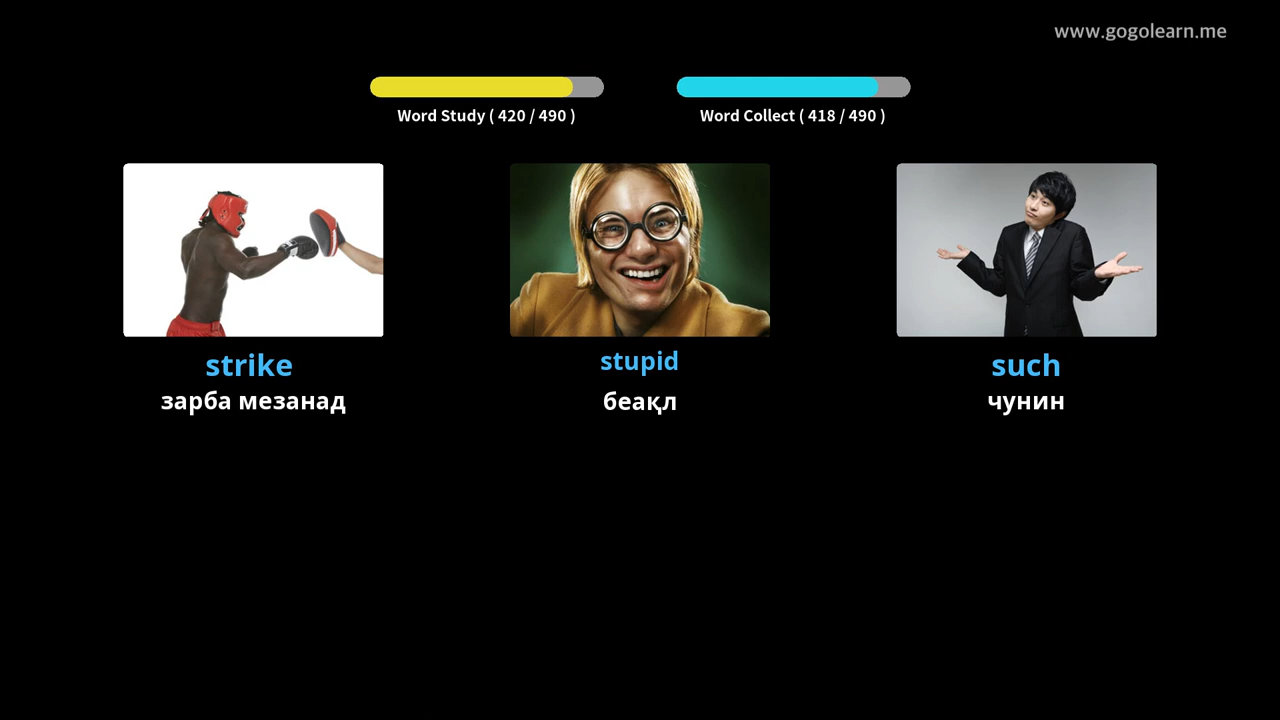 www.gogolearn.me
Word Study ( 420 / 490 )
Word Collect ( 418 / 490 )
strike
stupid
such
зарба мезанад
беақл
чунин